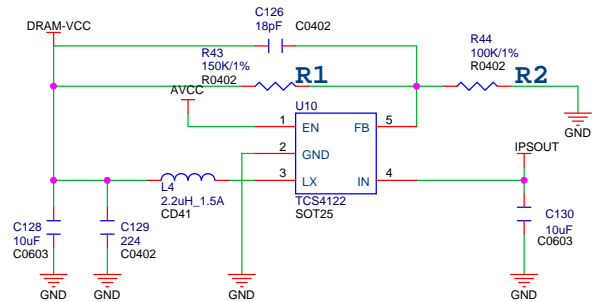 C126
18pF
C0402
DRAM-VCC
R43
150K/1%
R0402
R1
R44
100K/1%
R0402
R2
AVCC
U10
1
EN
FB
5
GND
2
GND
IPSOUT
3
LX
IN
4
L4
2.2uH_1.5A
CD41
TCS4122
SOT25
C128
10uF
C0603
C129
224
C0402
C130
10uF
C0603
GND
GND
GND
GND